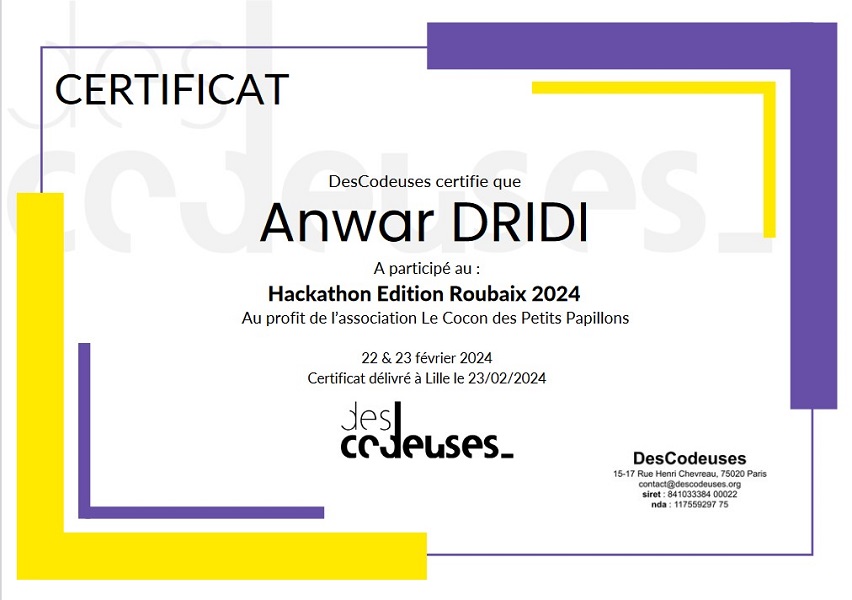 CERTIFICAT
des
codeuses_
DesCodeuses certifie que
Anwar DRIDI
A participé au :
Hackathon Edition Roubaix 2024
Au profit de l’association Le Cocon des Petits Papillons
22 & 23 février 2024
Certificat délivré à Lille le 23/02/2024
des
codeuses_
DesCodeuses
15-17 Rue Henri Chevreau, 75020 Paris
contact@descodeuses.org
siret : 841033384 00022
nda : 117559297 75